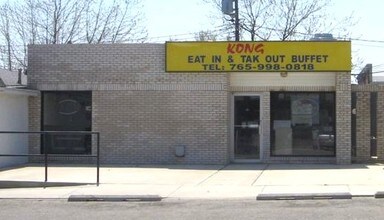 KONG
EAT IN & TAK OUT BUFFET
TEL: 765-998-0818